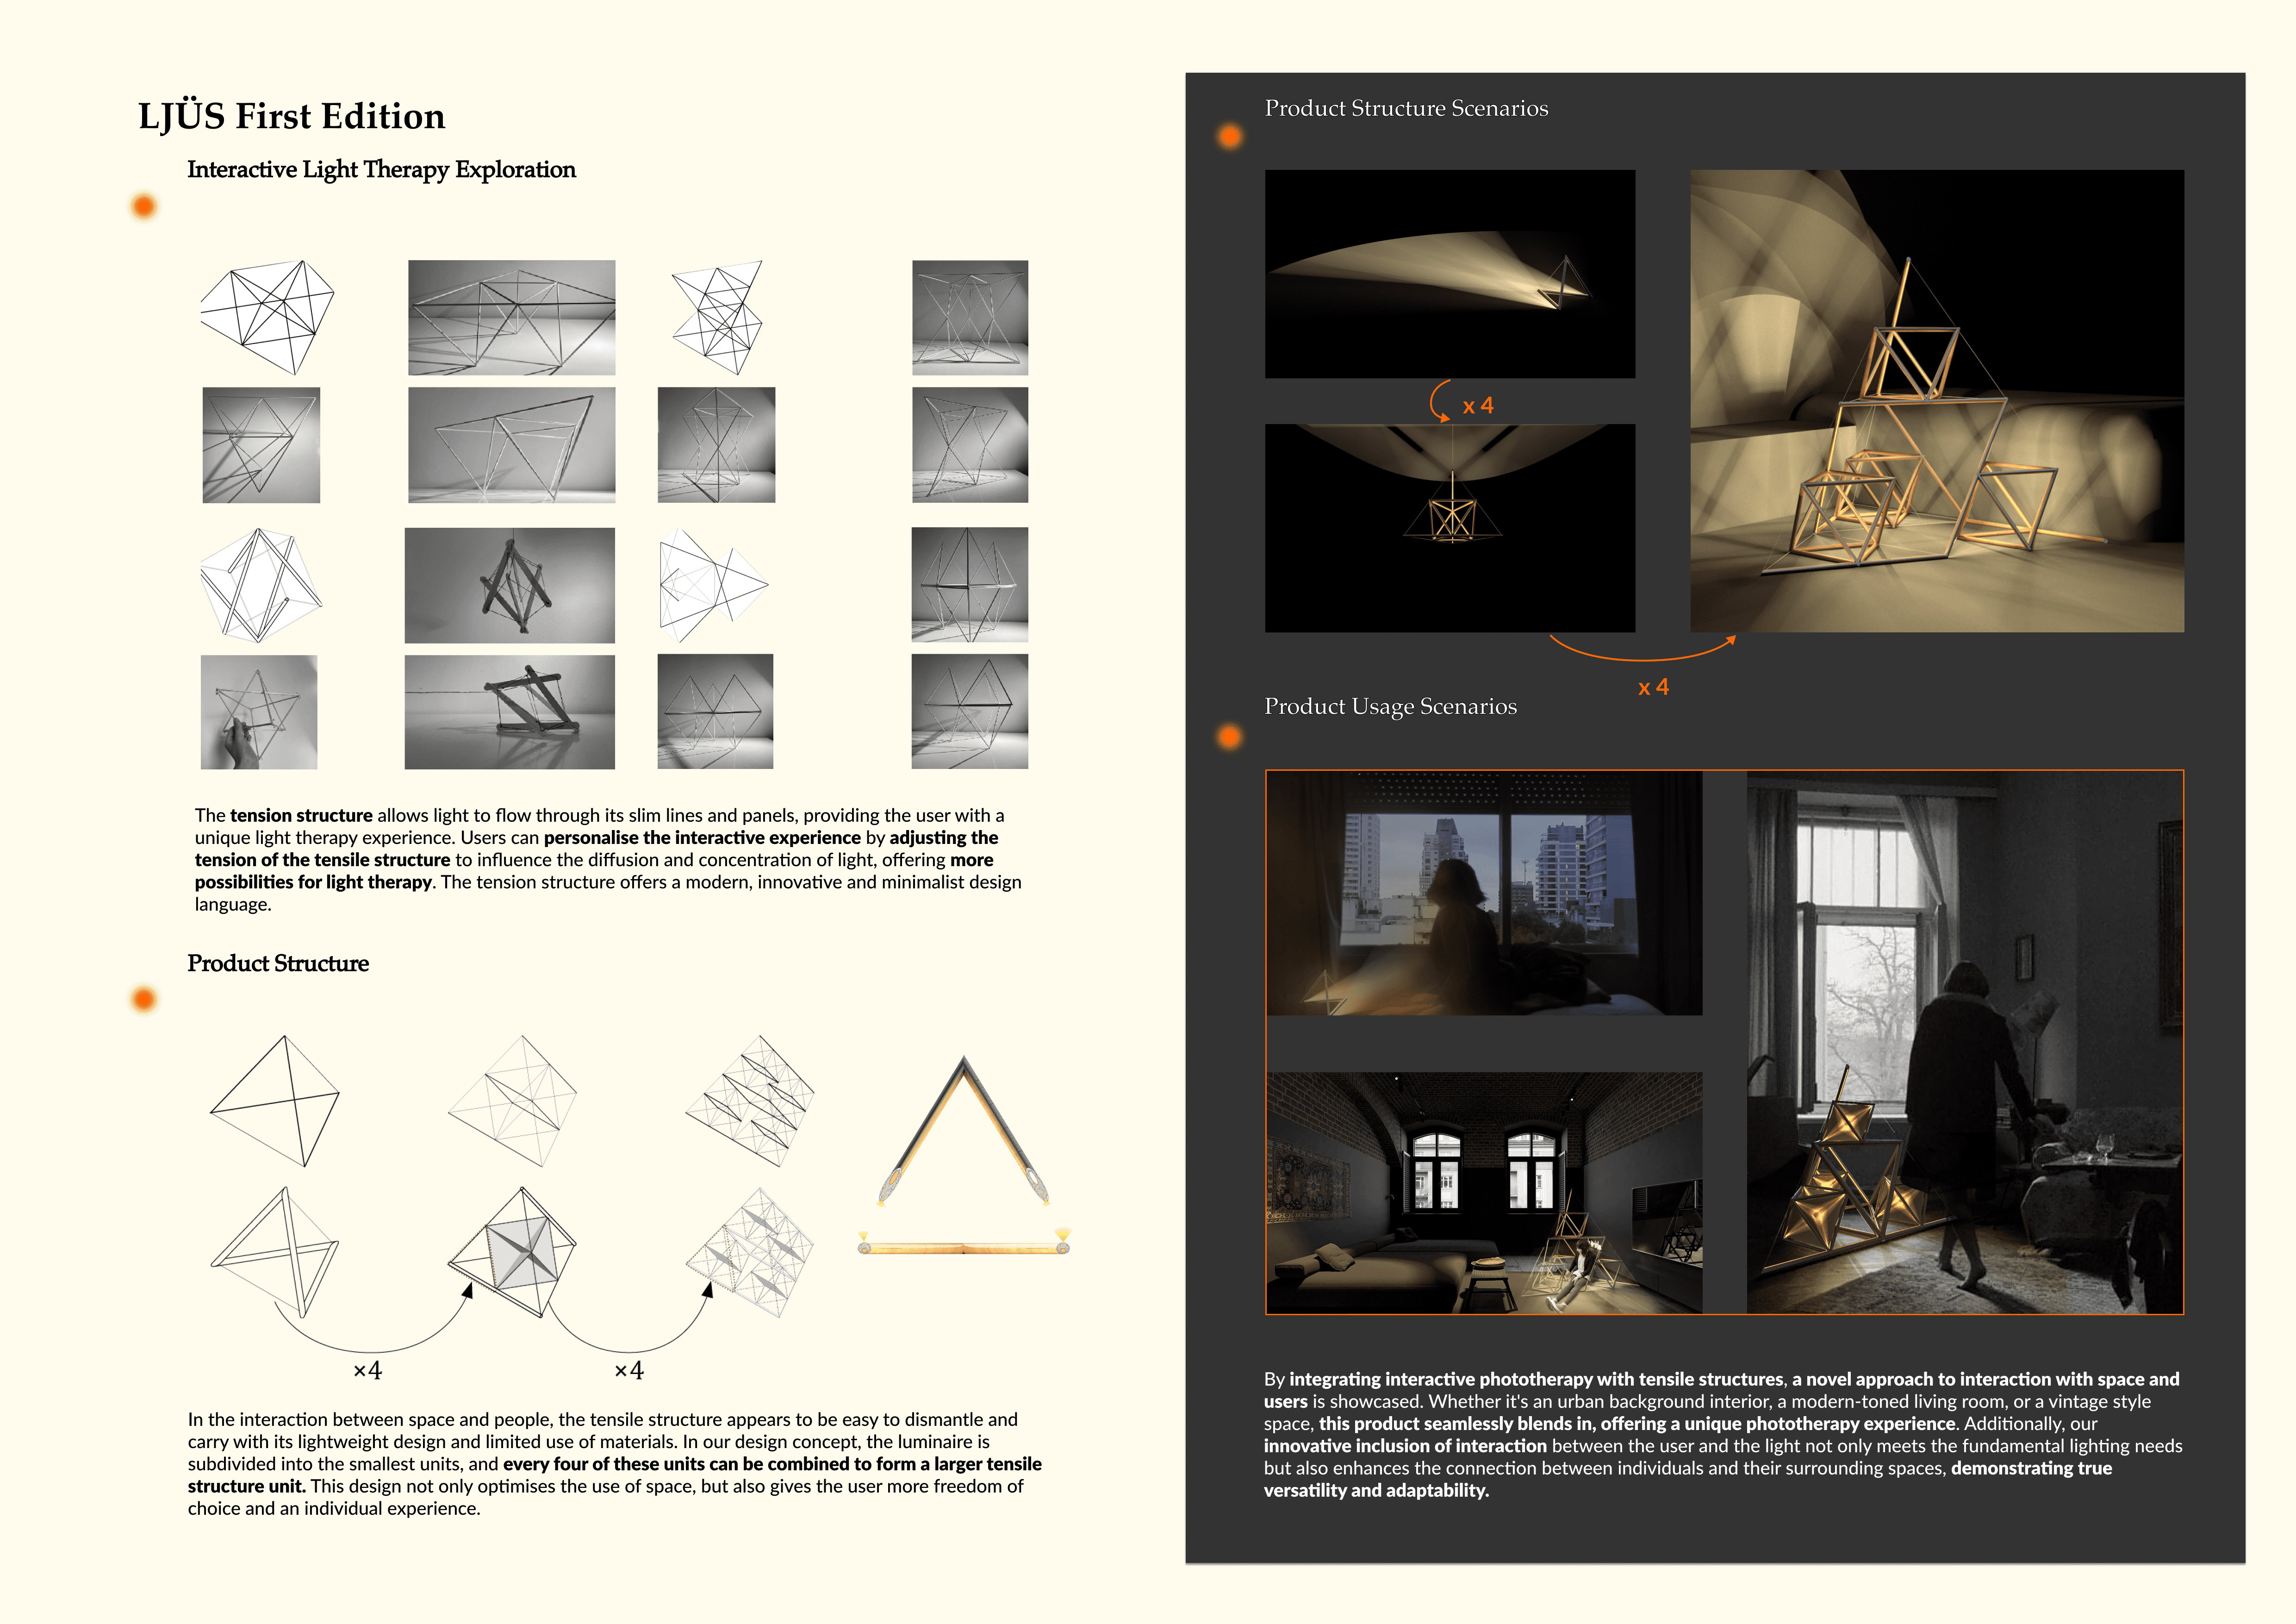 LJÜS First Edition
Interactive Light Therapy Exploration
The tension structure allows light to flow through its slim lines and panels, providing the user with a
unique light therapy experience. Users can personalise the interactive experience by adjusting the
tension of the tensile structure to influence the diffusion and concentration of light, offering more
possibilities for light therapy. The tension structure offers a modern, innovative and minimalist design
language.
Product Structure
×4
×4
In the interaction between space and people, the tensile structure appears to be easy to dismantle and
carry with its lightweight design and limited use of materials. In our design concept, the luminaire is
subdivided into the smallest units, and every four of these units can be combined to form a larger tensile
structure unit. This design not only optimises the use of space, but also gives the user more freedom of
choice and an individual experience.
Product Structure Scenarios
x 4
x 4
Product Usage Scenarios
By integrating interactive phototherapy with tensile structures, a novel approach to interaction with space and
users is showcased. Whether it's an urban background interior, a modern-toned living room, or a vintage style
space, this product seamlessly blends in, offering a unique phototherapy experience. Additionally, our
innovative inclusion of interaction between the user and the light not only meets the fundamental lighting needs
but also enhances the connection between individuals and their surrounding spaces, demonstrating true
versatility and adaptability.